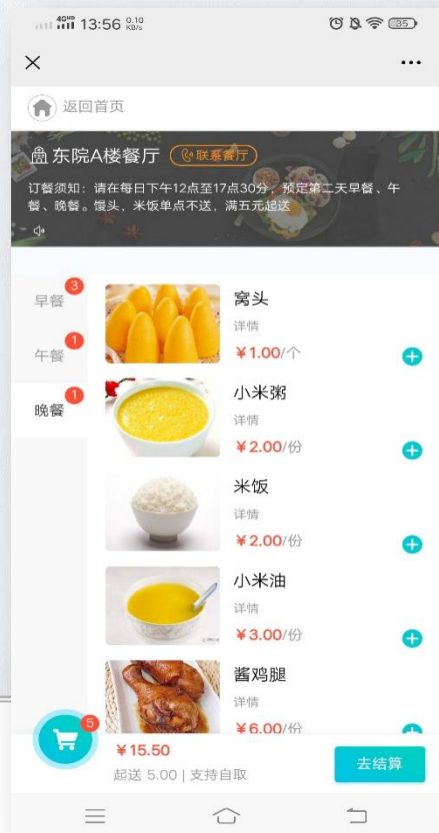 4GHD 13:56 0.10 KB/s 35
返回首页
东院A楼餐厅 联系餐厅
订餐须知：请在每日下午12点至17点30分，预定第二天早餐、午
餐、晚餐。馒头，米饭单点不送，满五元起送
早餐 3
午餐 1
晚餐 1
窝头
详情
￥1.00/个
小米粥
详情
￥2.00/份
米饭
详情
￥2.00/份
小米油
详情
￥3.00/份
酱鸡腿
详情
￥6.00/份
5
￥15.50
起送 5.00 | 支持自取
去结算